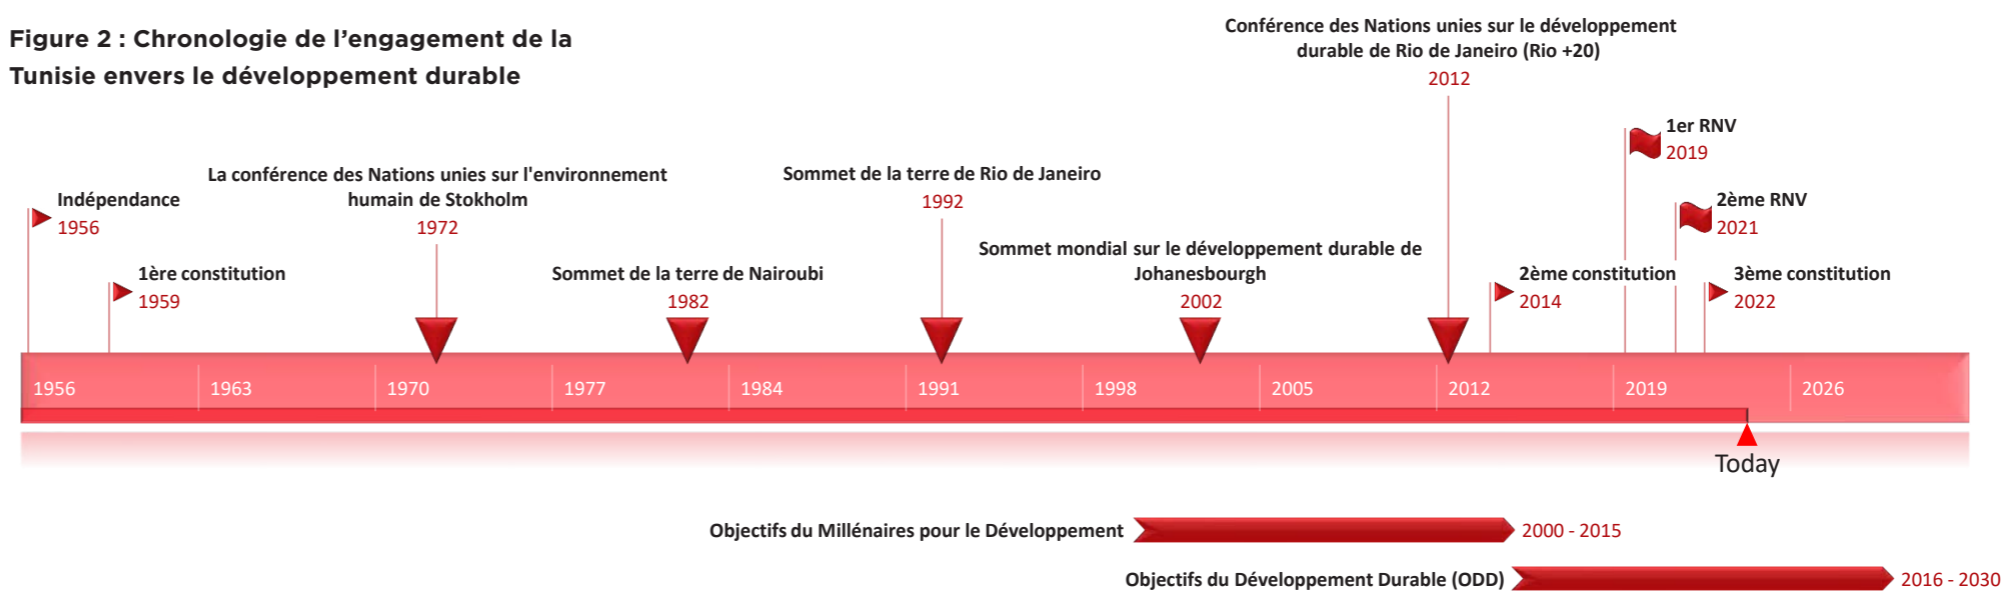 Figure 2 : Chronologie de l’engagement de la
Tunisie envers le développement durable
Conférence des Nations unies sur le développement
durable de Rio de Janeiro (Rio +20)
2012
1er RNV
2019
La conférence des Nations unies sur l'environnement
humain de Stokholm
1972
Sommet de la terre de Rio de Janeiro
1992
Indépendance
1956
2ème RNV
2021
Sommet mondial sur le développement durable de
Johanesbourgh
2002
1ère constitution
1959
Sommet de la terre de Nairoubi
1982
2ème constitution
2014
3ème constitution
2022
1956 1963 1970 1977 1984 1991 1998 2005 2012 2019 2026
Today
Objectifs du Millénaires pour le Développement 2000 - 2015
Objectifs du Développement Durable (ODD) 2016 - 2030